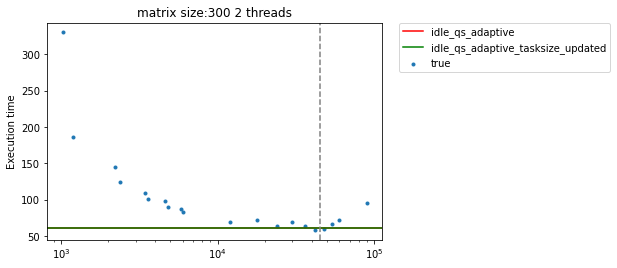 matrix size:300 2 threads
Execution time
300
250
200
150
100
50
10³
10⁴
10⁵
idle_qs_adaptive
idle_qs_adaptive_tasksize_updated
true